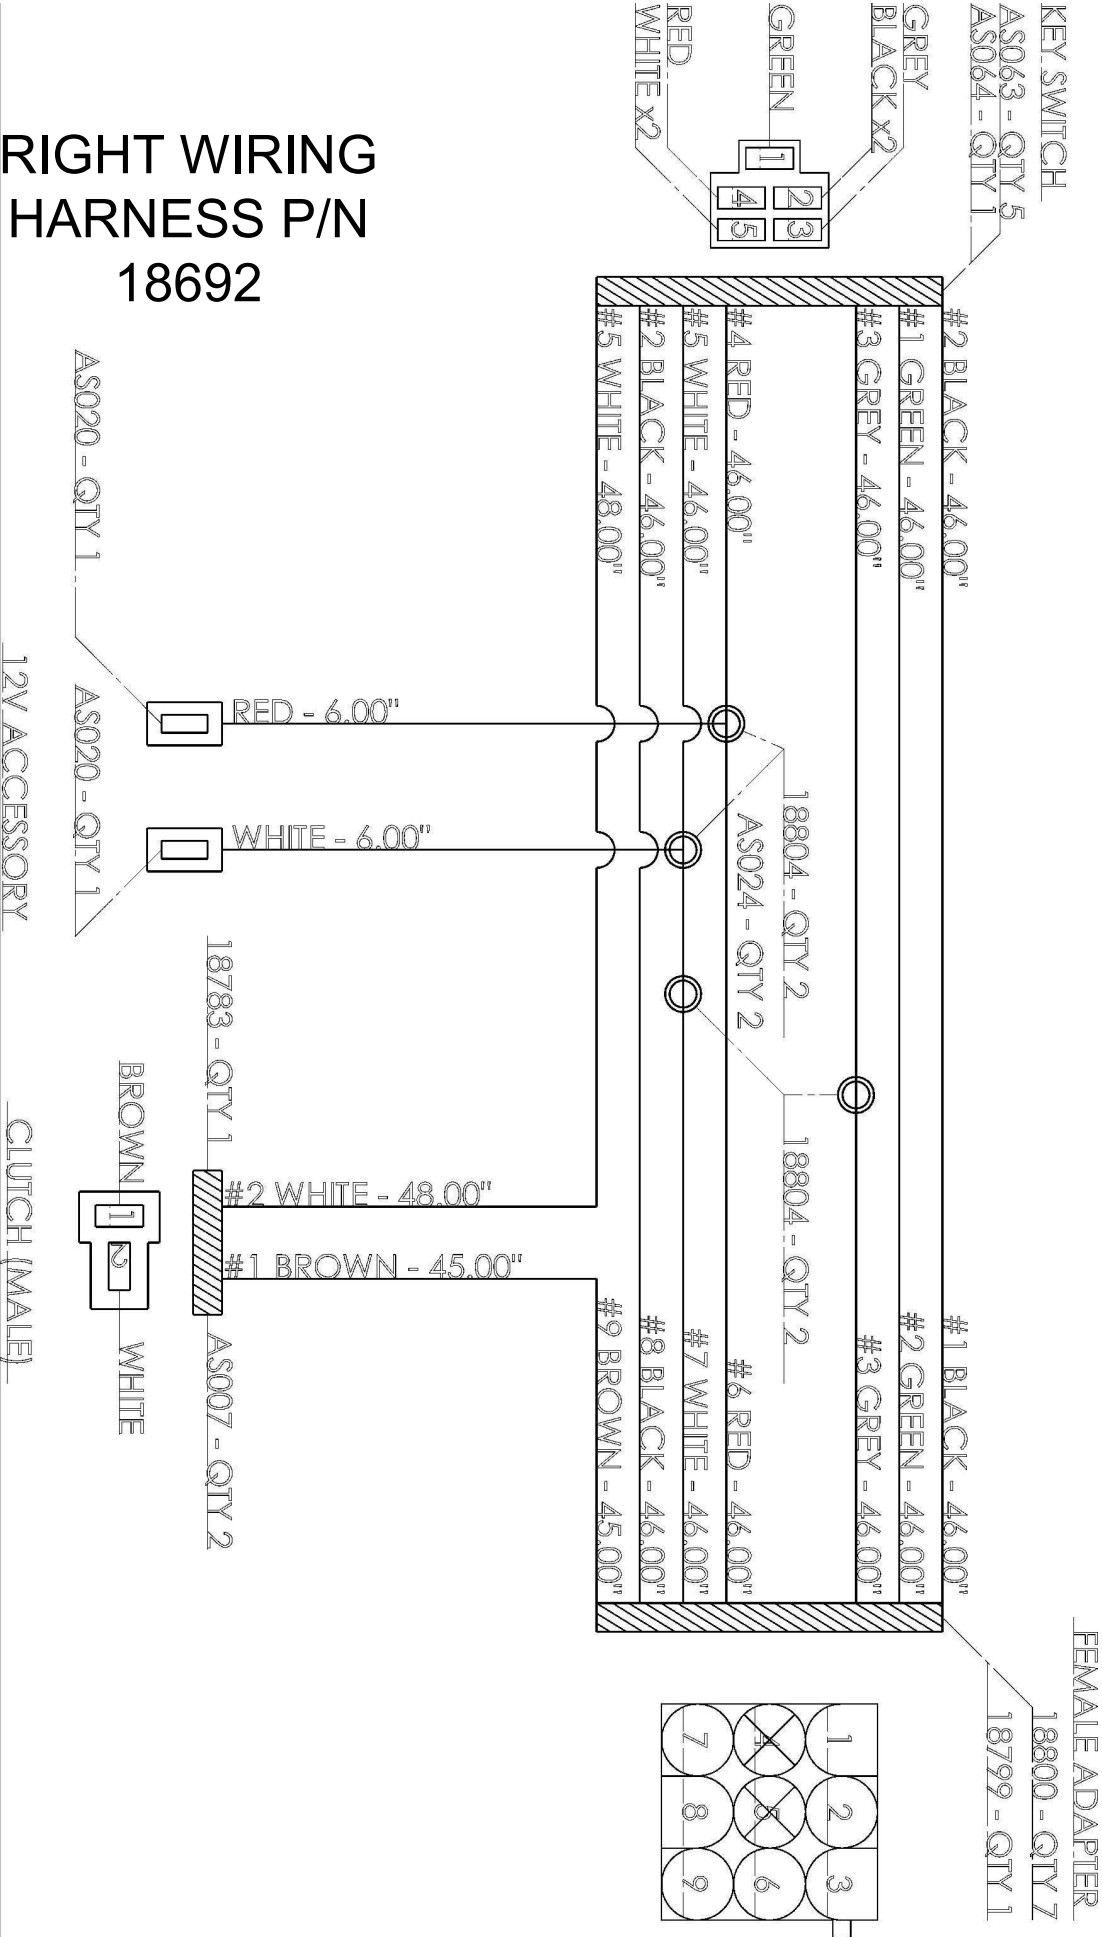 RIGHT WIRING
HARNESS P/N
18692
KEY SWITCH
AS063 - QTY 5
AS064 - QTY 1
GREY
BLACK x2
GREEN
RED
WHITE x2
1
2
3
4
5
#2 BLACK - 46.00"
#1 GREEN - 46.00"
#3 GREY - 46.00"
#4 RED - 46.00"
#5 WHITE - 46.00"
#2 BLACK - 46.00"
#5 WHITE - 48.00"
18804 - QTY 2
AS024 - QTY 2
18804 - QTY 2
RED - 6.00"
WHITE - 6.00"
AS020 - QTY 1
AS020 - QTY 1
12V ACCESSORY
#2 WHITE - 48.00"
#1 BROWN - 45.00"
18783 - QTY 1
AS007 - QTY 2
BROWN
1
2
WHITE
CLUTCH (MALE)
#1 BLACK - 46.00"
#2 GREEN - 46.00"
#3 GREY - 46.00"
#6 RED - 46.00"
#7 WHITE - 46.00"
#8 BLACK - 46.00"
#9 BROWN - 45.00"
FEMALE ADAPTER
18800 - QTY 7
18799 - QTY 1
1
2
3
4
5
6
7
8
9